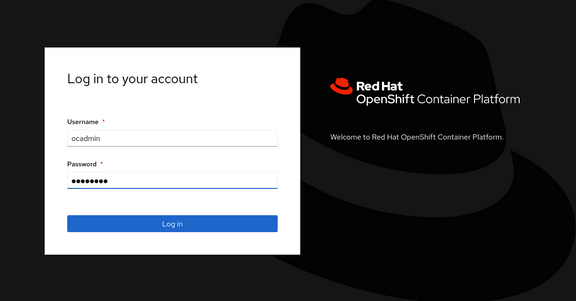 Log in to your account
Username *
ocadmin
Password *
••••••••
Log in
Red Hat
OpenShift Container Platform
Welcome to Red Hat OpenShift Container Platform.